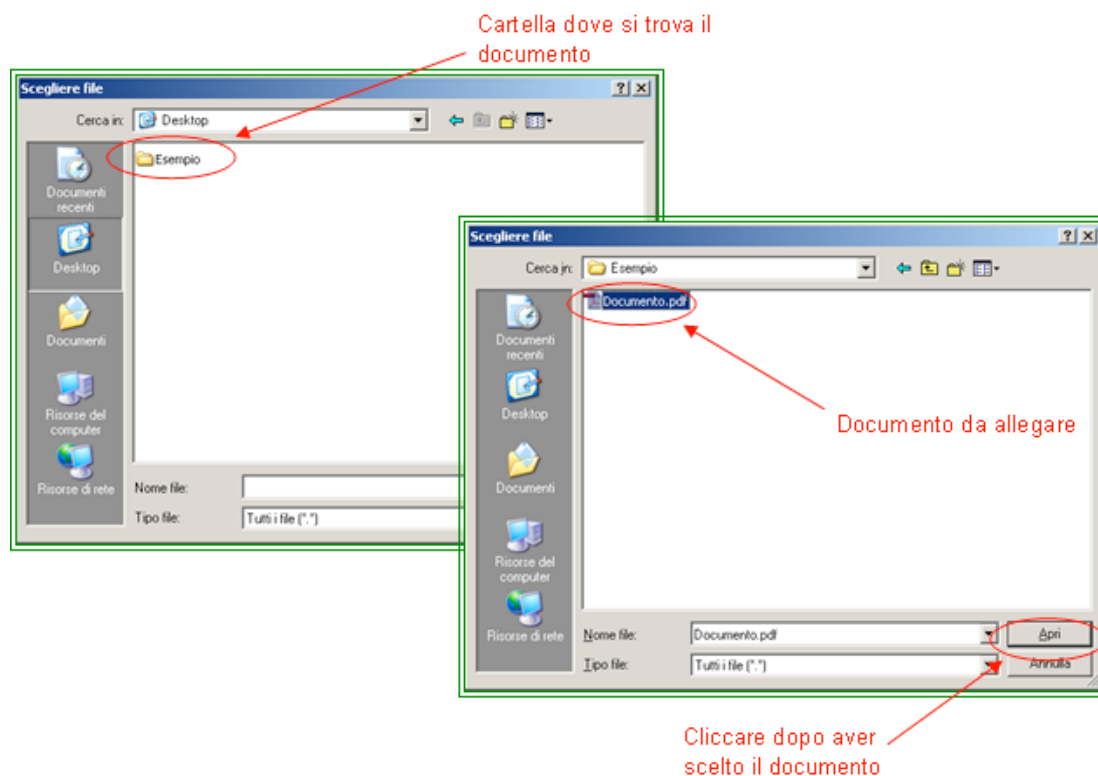 Cartella dove si trova il
documento
Scegliere file
Cerca in:
Desktop
Esempio
Documenti
recenti
Desktop
Documenti
Risorse del
computer
Risorse di rete
Nome file:
Tipo file:
Tutti i file (*.*)
Scegliere file
Cerca in:
Esempio
Documento.pdf
Documenti
recenti
Desktop
Documenti
Risorse del
computer
Risorse di rete
Nome file:
Documento.pdf
Apri
Tipo file:
Tutti i file (*.*)
Annulla
Documento da allegare
Cliccare dopo aver
scelto il documento